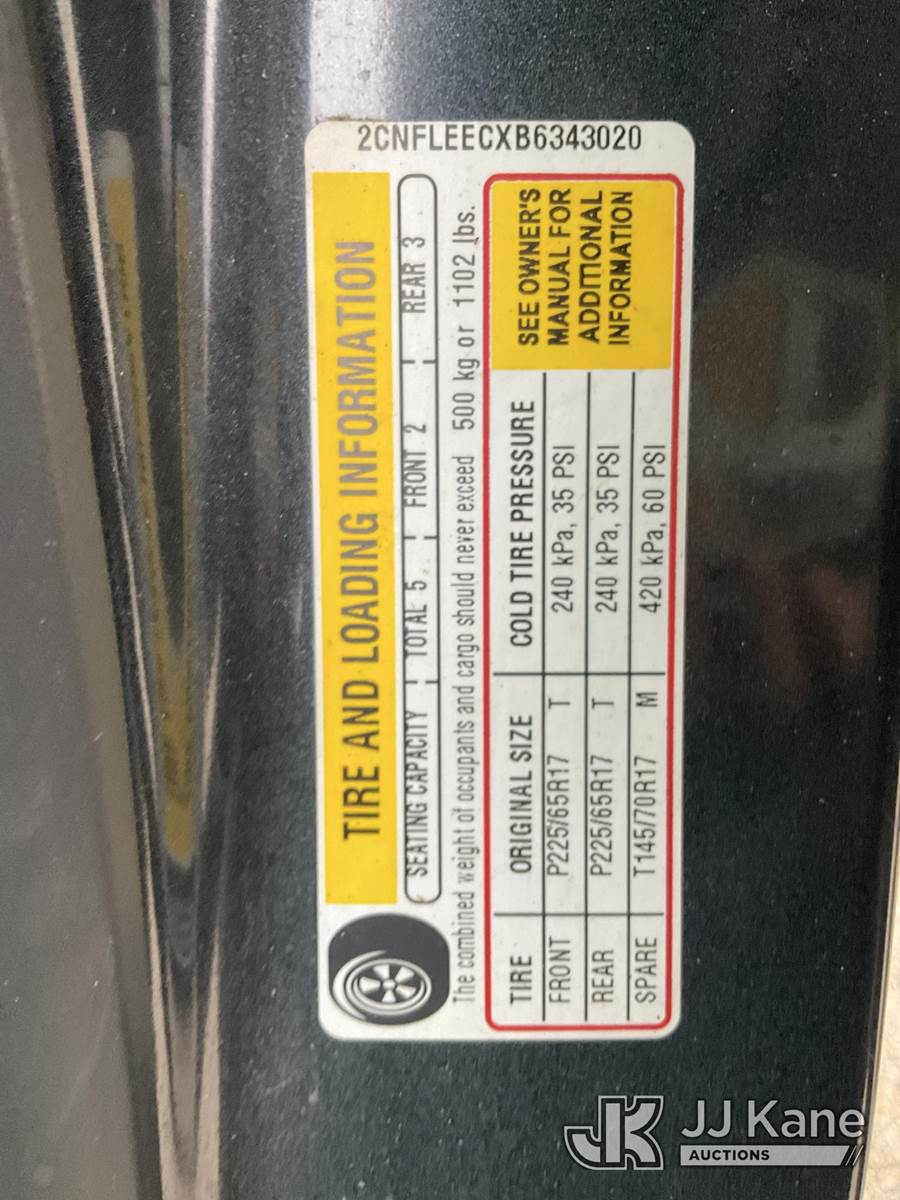 2CNFLEECXB6343020
TIRE AND LOADING INFORMATION
SEATING CAPACITY TOTAL 5 FRONT 2 REAR 3
The combined weight of occupants and cargo should never exceed 500 kg or 1102 lbs.
TIRE ORIGINAL SIZE COLD TIRE PRESSURE
FRONT P225/65R17 T 240 kPa, 35 PSI
REAR P225/65R17 T 240 kPa, 35 PSI
SPARE T145/70R17 M 420 kPa, 60 PSI
SEE OWNER'S
MANUAL FOR
ADDITIONAL
INFORMATION
JK JJ Kane
AUCTIONS